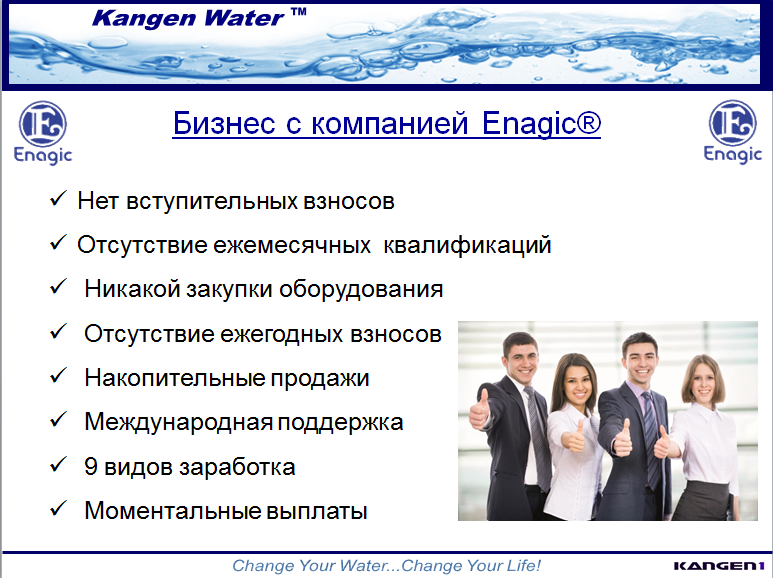 Kangen Water ™
Enagic
Бизнес с компанией Enagic®
Enagic
✓ Нет вступительных взносов
✓ Отсутствие ежемесячных квалификаций
✓ Никакой закупки оборудования
✓ Отсутствие ежегодных взносов
✓ Накопительные продажи
✓ Международная поддержка
✓ 9 видов заработка
✓ Моментальные выплаты
Change Your Water...Change Your Life!
KANGEN1